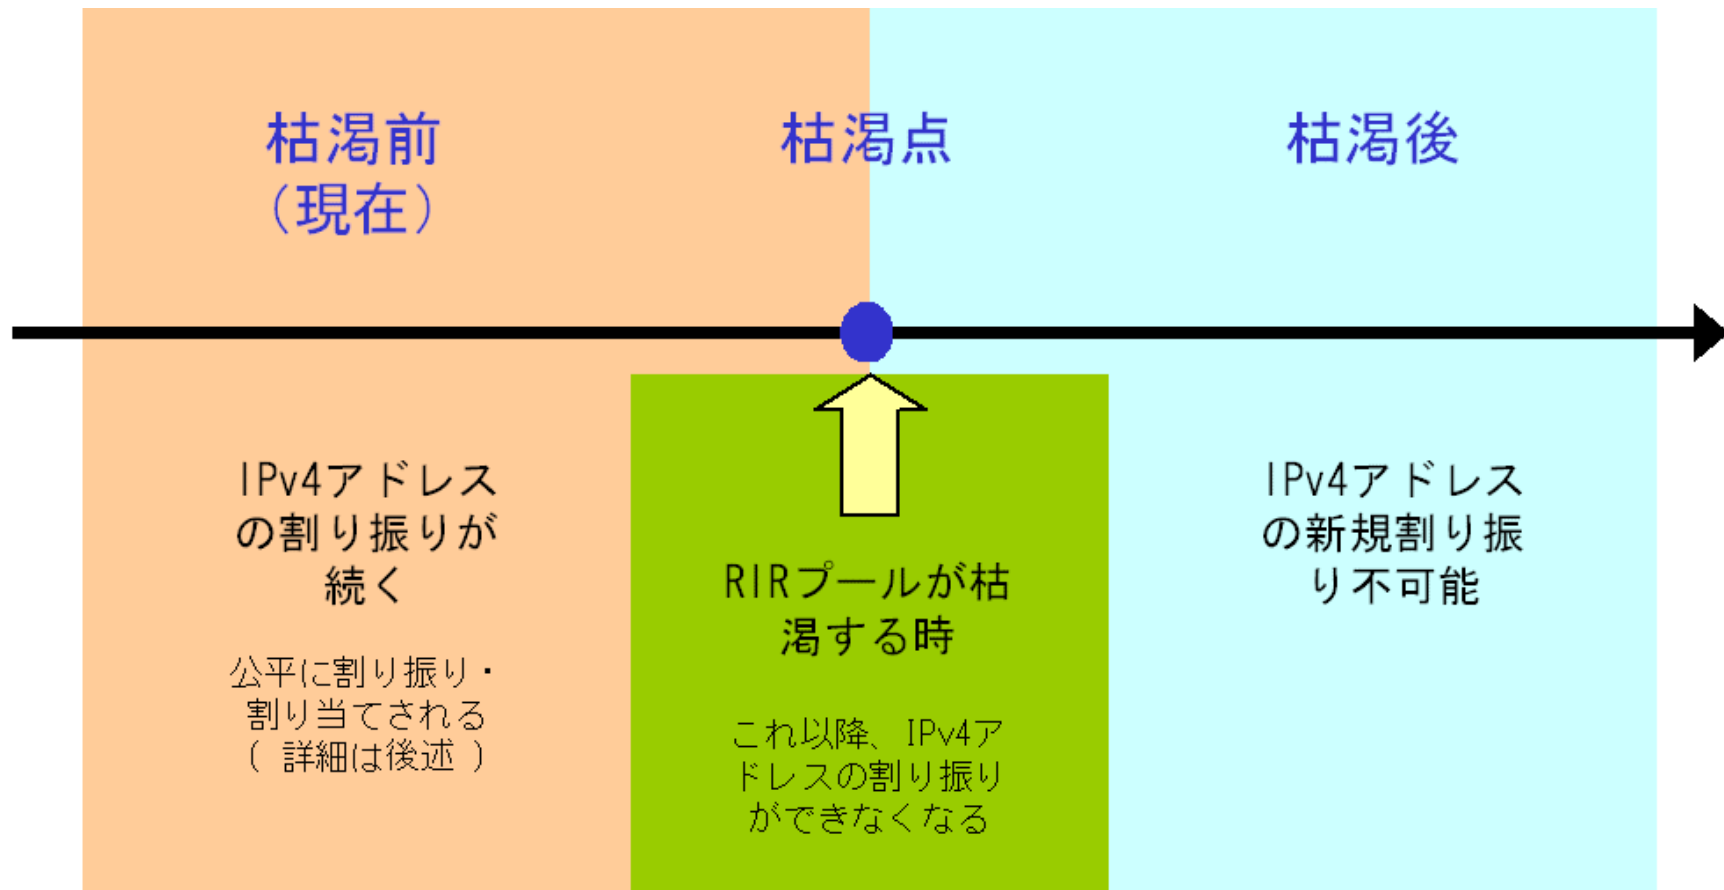 枯渇前
（現在）
枯渇点
枯渇後
IPv4アドレス
の割り振りが
続く
公平に割り振り・
割り当てされる
( 詳細は後述 )
RIRプールが枯
渇する時
これ以降、IPv4ア
ドレスの割り振り
ができなくなる
IPv4アドレス
の新規割り振
り不可能